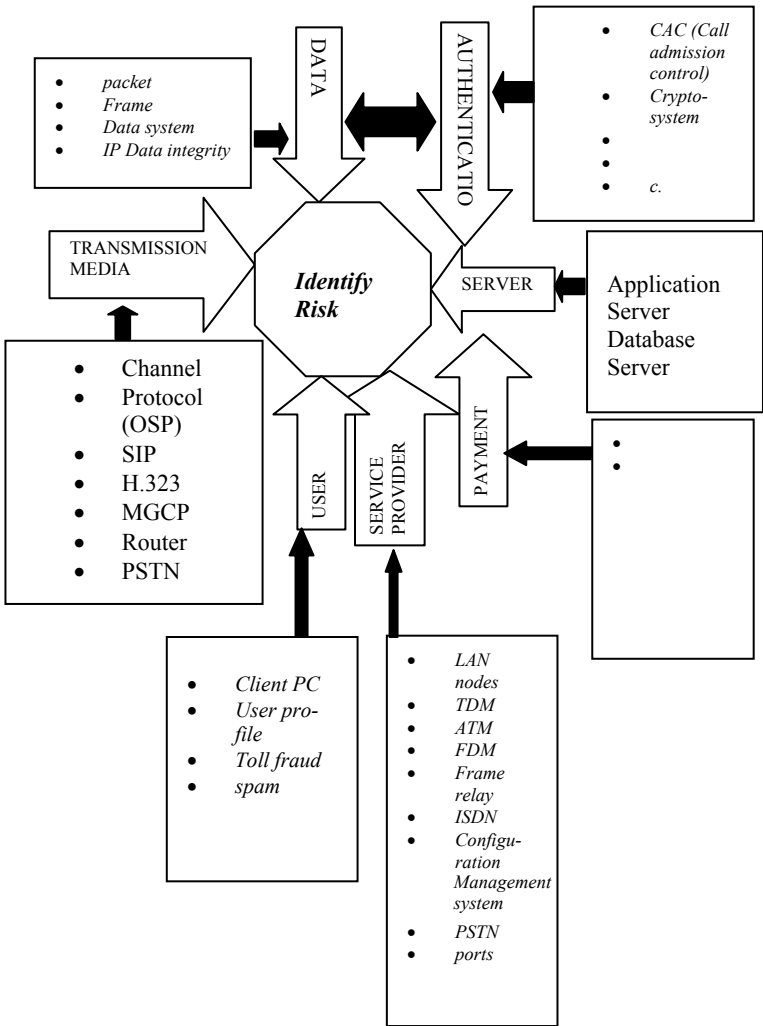 DATA
AUTHENTICATIO
• CAC (Call
admission
control)
• Crypto-
system
•
•
• c.
• packet
• Frame
• Data system
• IP Data integrity
TRANSMISSION
MEDIA
Identify
Risk
SERVER
Application
Server
Database
Server
• Channel
• Protocol
(OSP)
• SIP
• H.323
• MGCP
• Router
• PSTN
USER
SERVICE
PROVIDER
PAYMENT
•
•
• Client PC
• User pro-
file
• Toll fraud
• spam
• LAN
nodes
• TDM
• ATM
• FDM
• Frame
relay
• ISDN
• Configu-
ration
Management
system
• PSTN
• ports